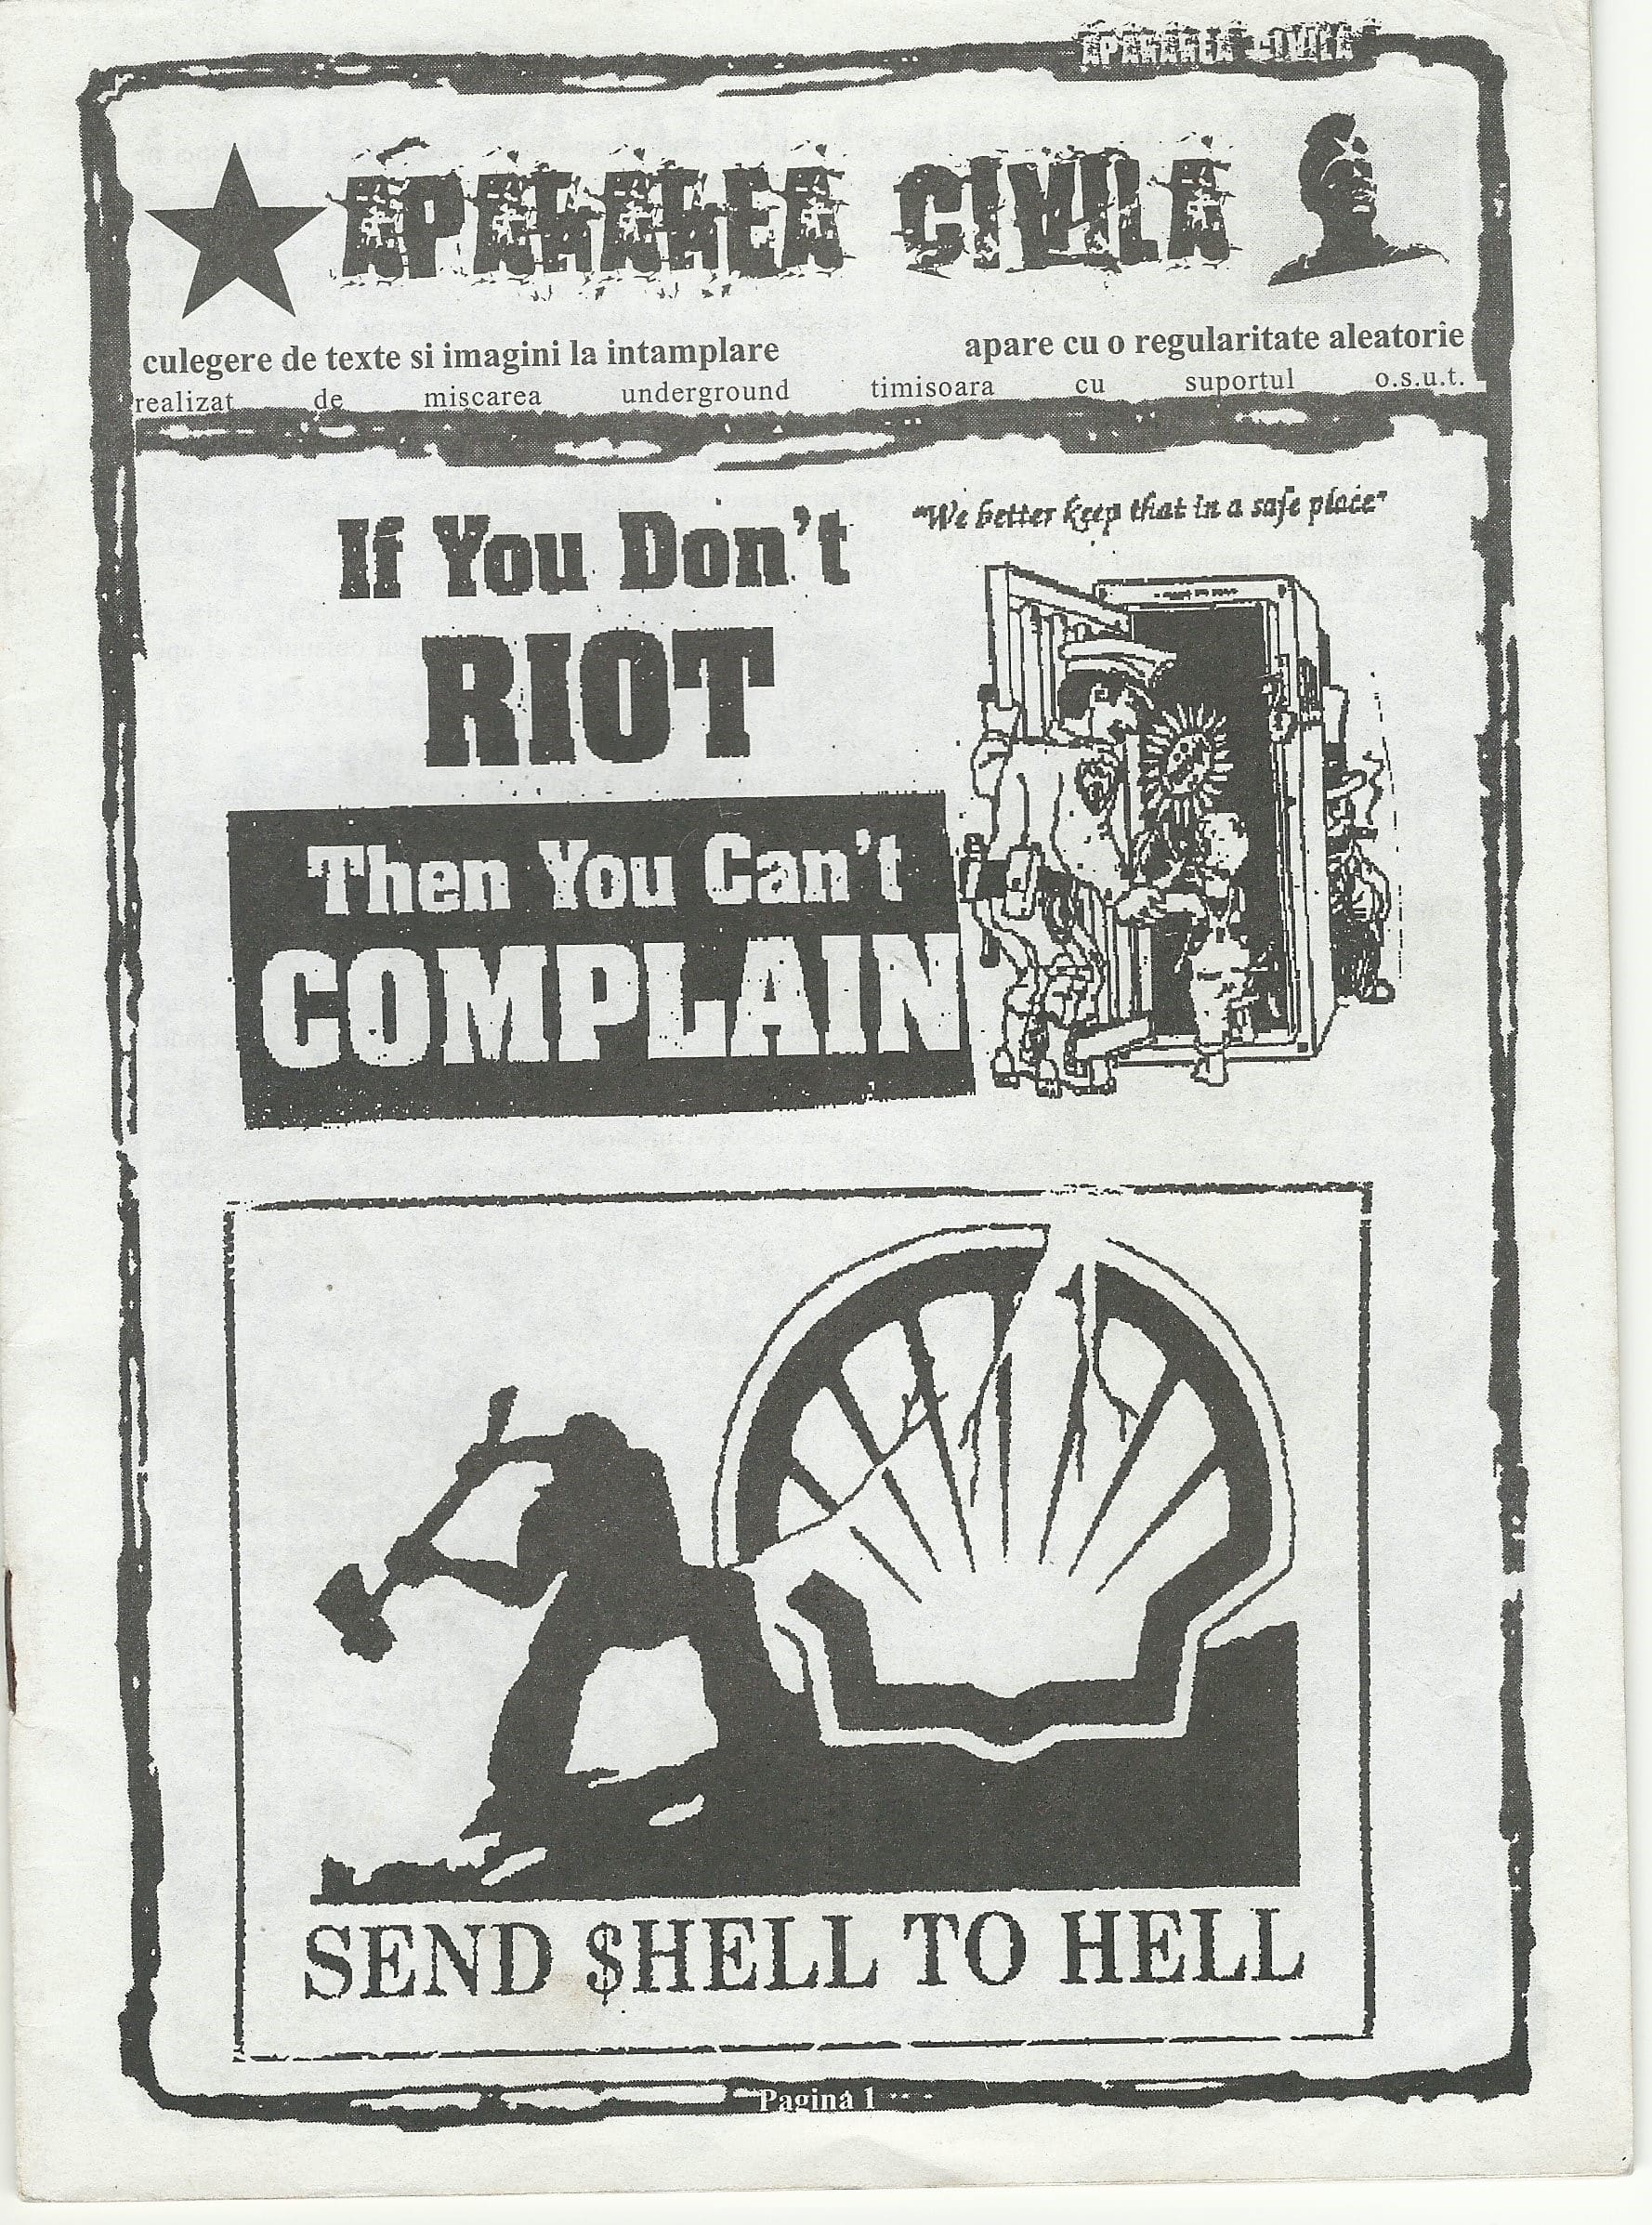 APARAREA CIVILA
APARAREA CIVILA
culegere de texte si imagini la intamplare
apare cu o regularitate aleatorie
realizat de miscarea underground timisoara cu suportul o.s.u.t.
If You Don't
RIOT
Then You Can't
COMPLAIN
"We better keep that in a safe place"
SEND $HELL TO HELL
Pagina 1